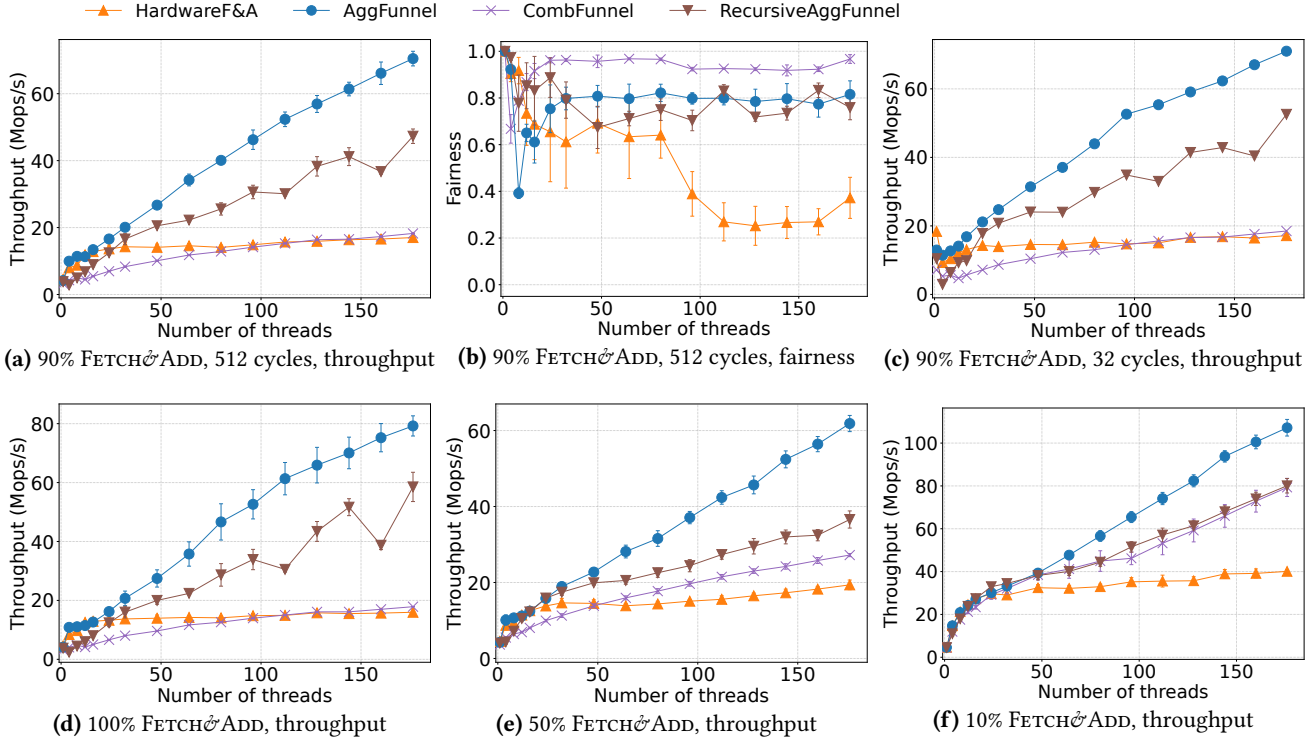 HardwareF&A AggFunnel CombFunnel RecursiveAggFunnel
Throughput (Mops/s)
60
40
20
0
0 50 100 150
Number of threads
(a) 90% FETCH&ADD, 512 cycles, throughput
Fairness
1.0
0.8
0.6
0.4
0.2
0.0
0 50 100 150
Number of threads
(b) 90% FETCH&ADD, 512 cycles, fairness
Throughput (Mops/s)
60
40
20
0
0 50 100 150
Number of threads
(c) 90% FETCH&ADD, 32 cycles, throughput
Throughput (Mops/s)
80
60
40
20
0
0 50 100 150
Number of threads
(d) 100% FETCH&ADD, throughput
Throughput (Mops/s)
60
40
20
0
0 50 100 150
Number of threads
(e) 50% FETCH&ADD, throughput
Throughput (Mops/s)
100
80
60
40
20
0
0 50 100 150
Number of threads
(f) 10% FETCH&ADD, throughput